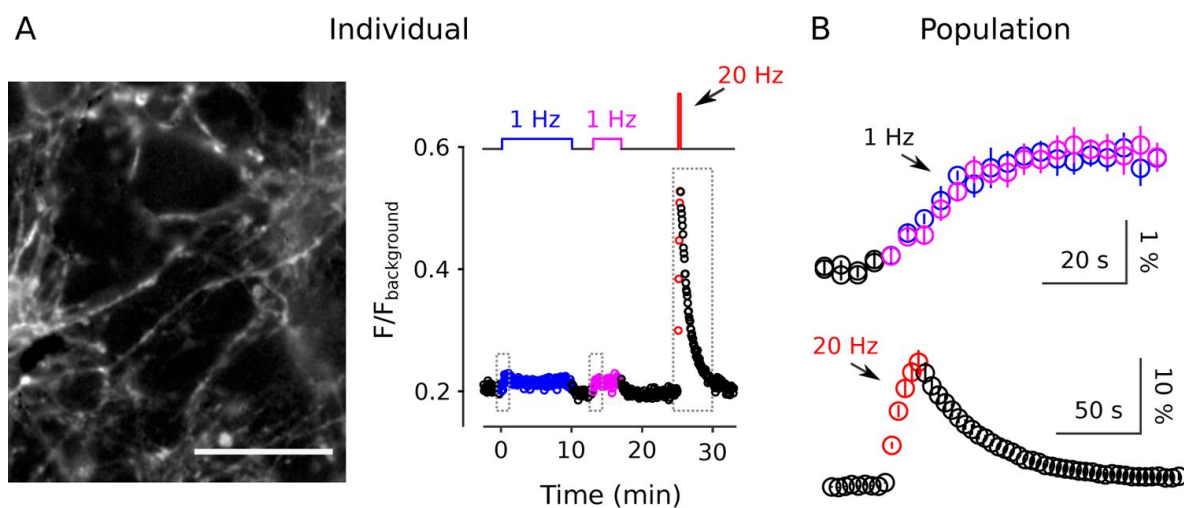 A
Individual
B
Population
20 Hz
1 Hz
1 Hz
0.6
0.4
0.2
F/Fbackground
0
10
20
30
Time (min)
1 Hz
20 s
1 %
20 Hz
50 s
10 %